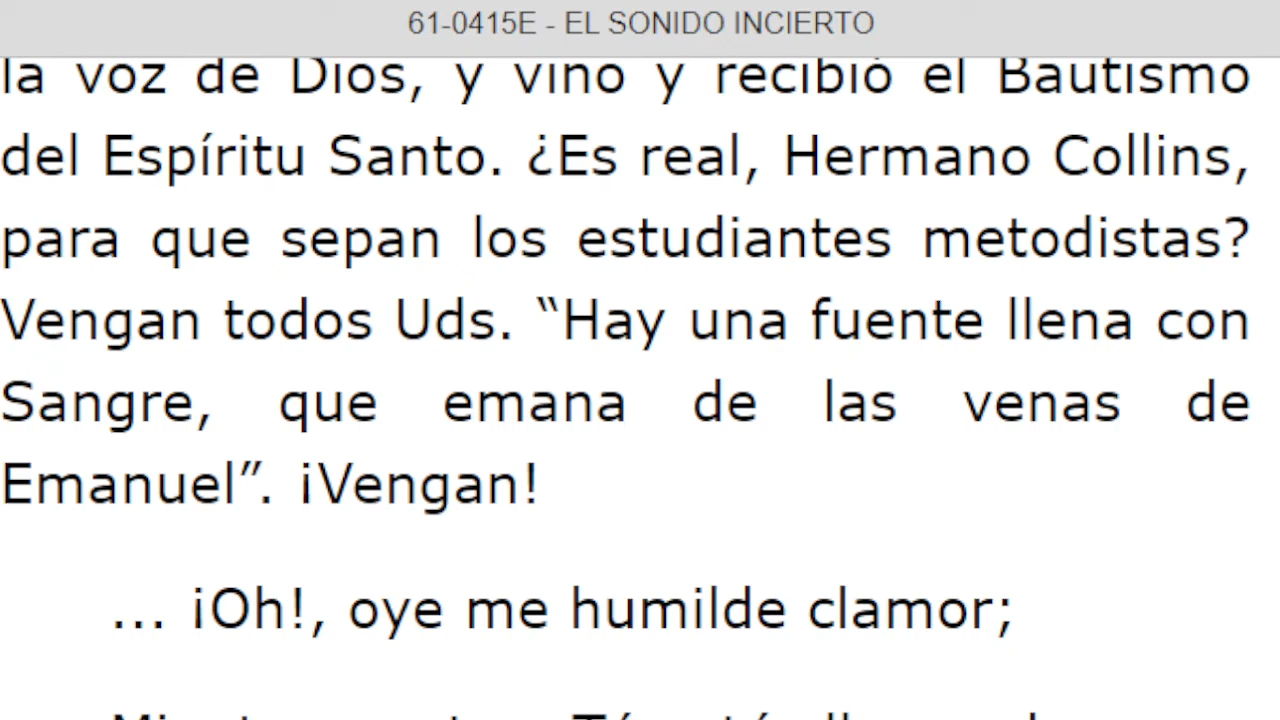 61-0415E - EL SONIDO INCIERTO
la voz de Dios, y vino y recibió el Bautismo
del Espíritu Santo. ¿Es real, Hermano Collins,
para que sepan los estudiantes metodistas?
Vengan todos Uds. “Hay una fuente llena con
Sangre, que emana de las venas de
Emanuel”. ¡Vengan!
... ¡Oh!, oye me humilde clamor;